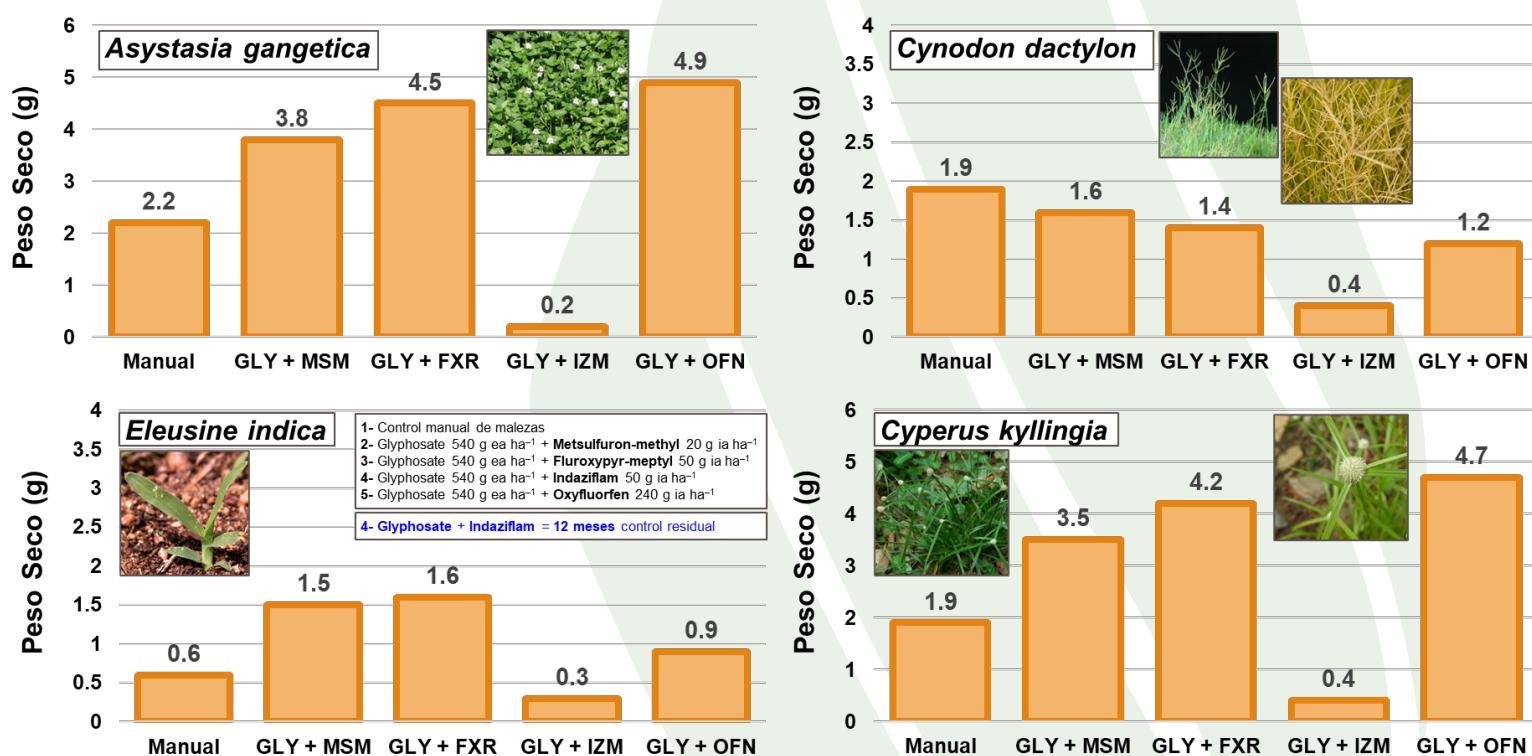 Asystasia gangetica
Peso Seco (g)
6
5
4
3
2
1
0
2.2
3.8
4.5
0.2
4.9
Manual
GLY + MSM
GLY + FXR
GLY + IZM
GLY + OFN
Cynodon dactylon
Peso Seco (g)
4
3.5
3
2.5
2
1.5
1
0.5
0
1.9
1.6
1.4
0.4
1.2
Manual
GLY + MSM
GLY + FXR
GLY + IZM
GLY + OFN
Eleusine indica
1- Control manual de malezas
2- Glyphosate 540 g ea ha⁻¹ + Metsulfuron-methyl 20 g ia ha⁻¹
3- Glyphosate 540 g ea ha⁻¹ + Fluroxypyr-meptyl 50 g ia ha⁻¹
4- Glyphosate 540 g ea ha⁻¹ + Indaziflam 50 g ia ha⁻¹
5- Glyphosate 540 g ea ha⁻¹ + Oxyfluorfen 240 g ia ha⁻¹
4- Glyphosate + Indaziflam = 12 meses control residual
Peso Seco (g)
4
3.5
3
2.5
2
1.5
1
0.5
0
0.6
1.5
1.6
0.3
0.9
Manual
GLY + MSM
GLY + FXR
GLY + IZM
GLY + OFN
Cyperus kyllingia
Peso Seco (g)
6
5
4
3
2
1
0
1.9
3.5
4.2
0.4
4.7
Manual
GLY + MSM
GLY + FXR
GLY + IZM
GLY + OFN